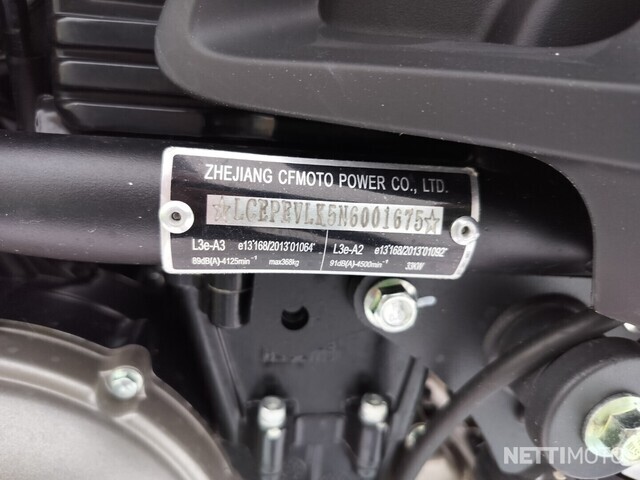 ZHEJIANG CFMOTO POWER CO., LTD.
☆LCEPEVLK5N6001675☆
L3e-A3 e13*168/2013*01064* L3e-A2 e13*168/2013*01092*
89dB(A)-4125min⁻¹ max368kg 91dB(A)-4500min⁻¹ 33KW
NETTIMOTO